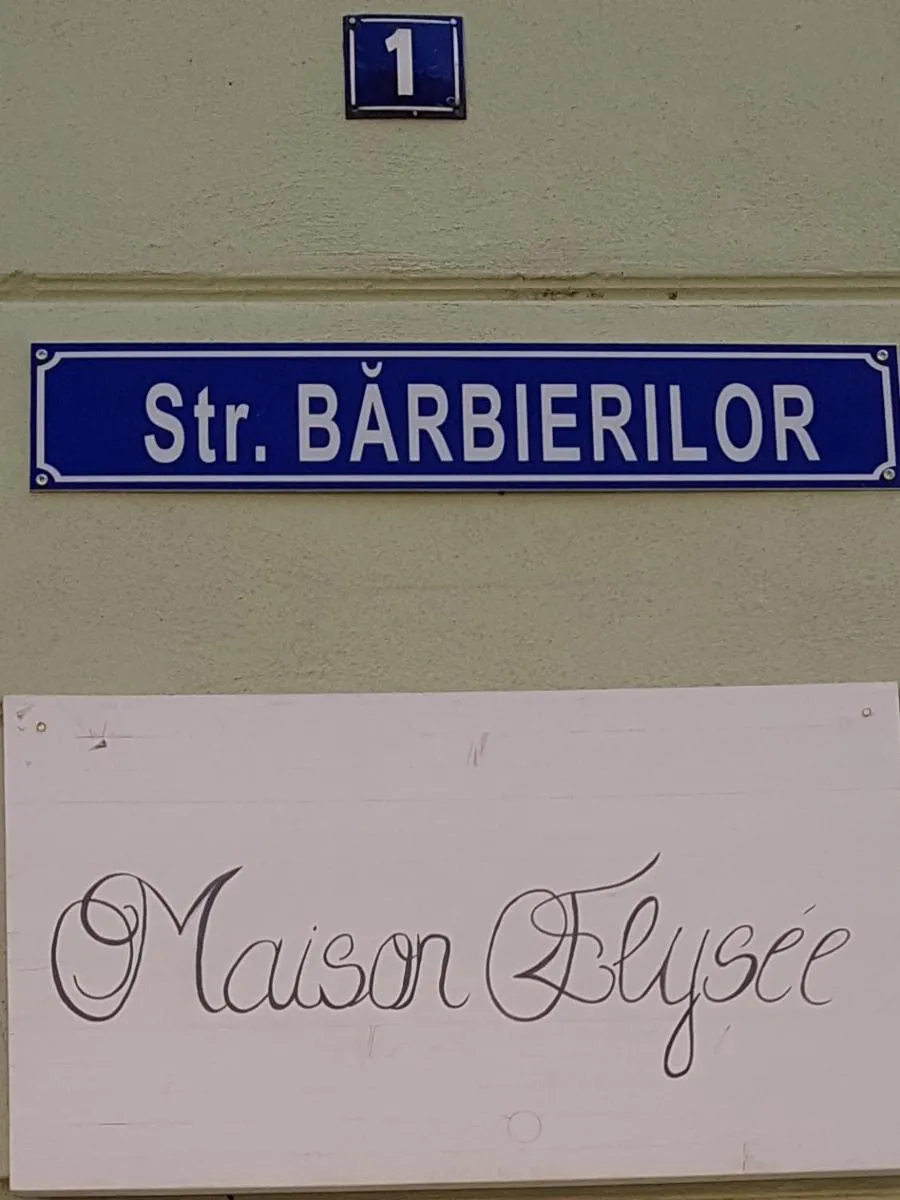 1
Str. BĂRBIERILOR
Maison Elysée